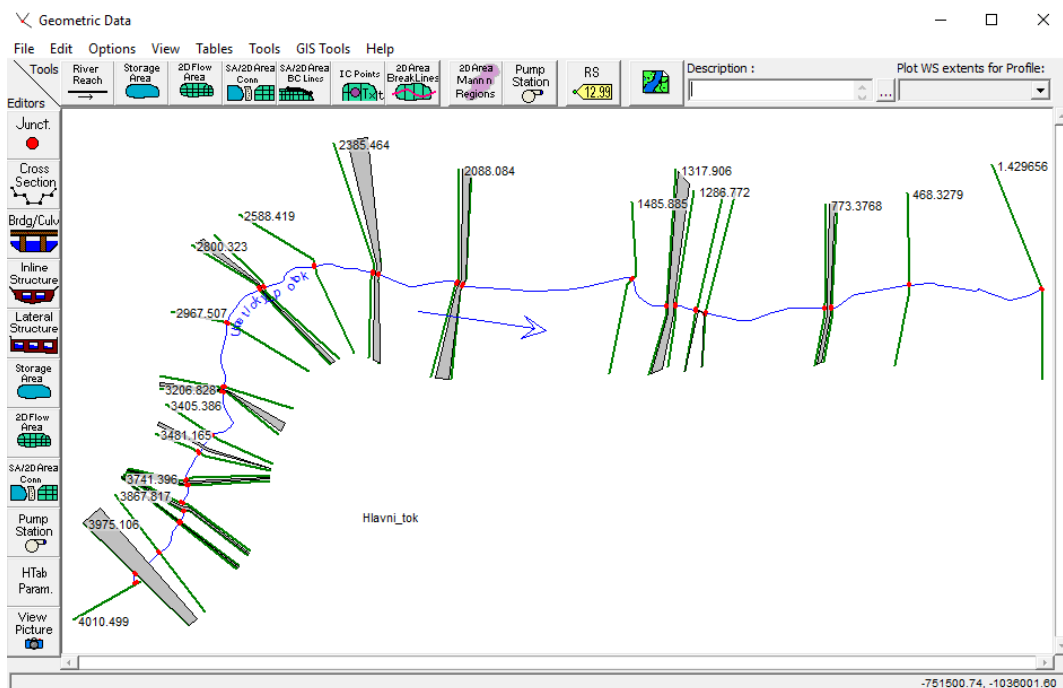 Geometric Data
File Edit Options View Tables Tools GIS Tools Help
Tools
Editors
River
Reach
Storage
Area
2D Flow
Area
SA/2D Area
Conn
SA/2D Area
BC Lines
IC Points
2D Area
BreakLines
2D Area
Mann n
Regions
Pump
Station
RS
12.99
Description :
...
Plot WS extents for Profile:
Junct.
Cross
Section
Brdg/Culv
Inline
Structure
Lateral
Structure
Storage
Area
2D Flow
Area
SA/2D Area
Conn
Pump
Station
HTab
Param.
View
Picture
2385.464
2088.084
1317.906
1.429656
1286.772
468.3279
1485.885
773.3768
2588.419
2800.323
2967.507
3206.828
3405.386
3481.165
3741.396
3867.817
3975.106
4010.499
Hlavni_tok
-751500.74, -1036001.60